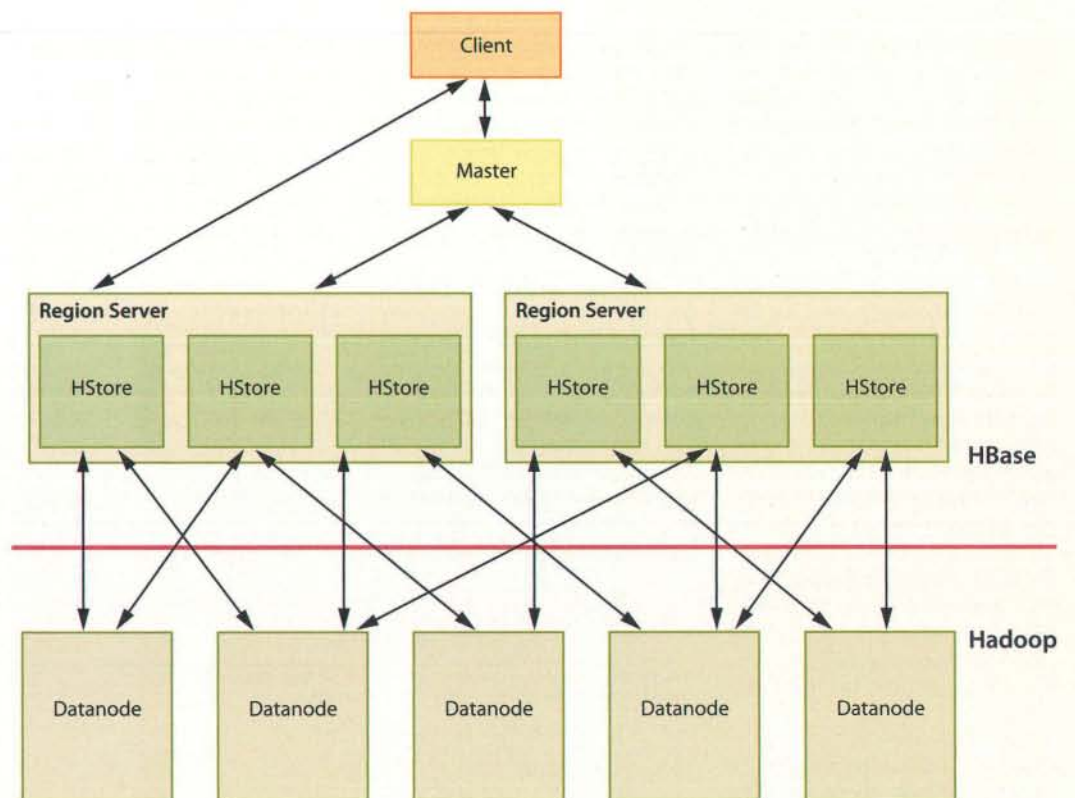 Client
Master
Region Server
Region Server
HStore
HStore
HStore
HStore
HStore
HStore
HBase
Hadoop
Datanode
Datanode
Datanode
Datanode
Datanode